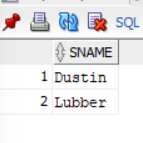 SQL
SNAME
1 Dustin
2 Lubber